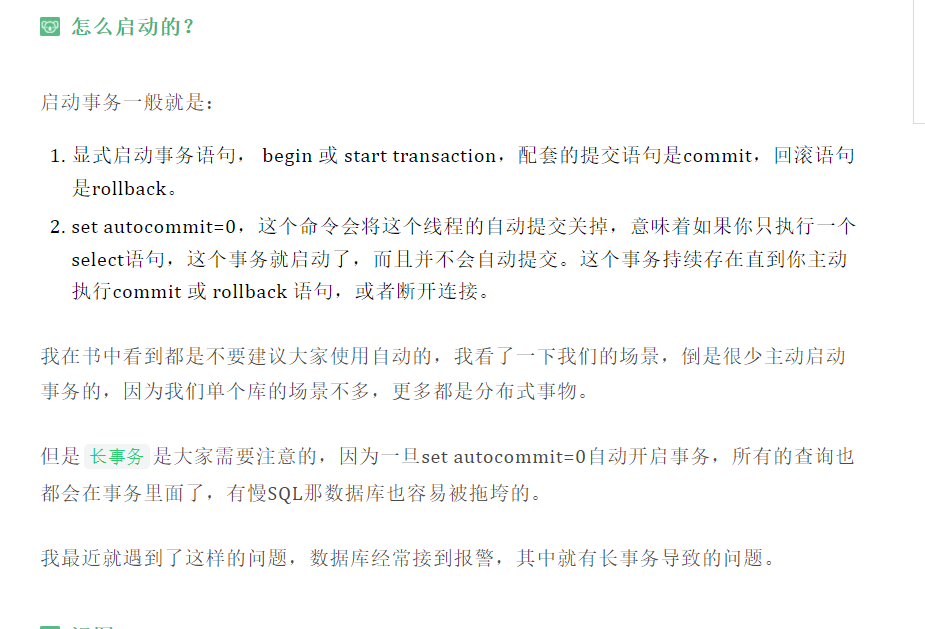 怎么启动的？
启动事务一般就是：
1. 显式启动事务语句， begin 或 start transaction，配套的提交语句是commit，回滚语句
是rollback。
2. set autocommit=0，这个命令会将这个线程的自动提交关掉，意味着如果你只执行一个
select语句，这个事务就启动了，而且并不会自动提交。这个事务持续存在直到你主动
执行commit 或 rollback 语句，或者断开连接。
我在书中看到都是不要建议大家使用自动的，我看了一下我们的场景，倒是很少主动启动
事务的，因为我们单个库的场景不多，更多都是分布式事物。
但是 长事务 是大家需要注意的，因为一旦set autocommit=0自动开启事务，所有的查询也
都会在事务里面了，有慢SQL那数据库也容易被拖垮的。
我最近就遇到了这样的问题，数据库经常接到报警，其中就有长事务导致的问题。